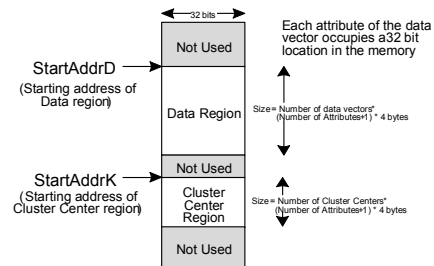 32 bits
Each attribute of the data
vector occupies a32 bit
location in the memory
Not Used
StartAddrD
(Starting address of
Data region)
Data Region
Size = Number of data vectors*
(Number of Attributes+1) * 4 bytes
Not Used
StartAddrK
(Starting address of
Cluster Center region)
Cluster
Center
Region
Size = Number of Cluster Centers*
(Number of Attributes+1) * 4 bytes
Not Used